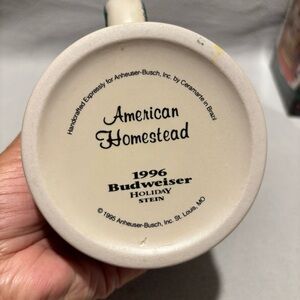 Handcrafted Expressly for Anheuser-Busch, Inc. by Ceramarte in Brazil
American
Homestead
1996
Budweiser
HOLIDAY
STEIN
© 1995 Anheuser-Busch, Inc. St. Louis, MO